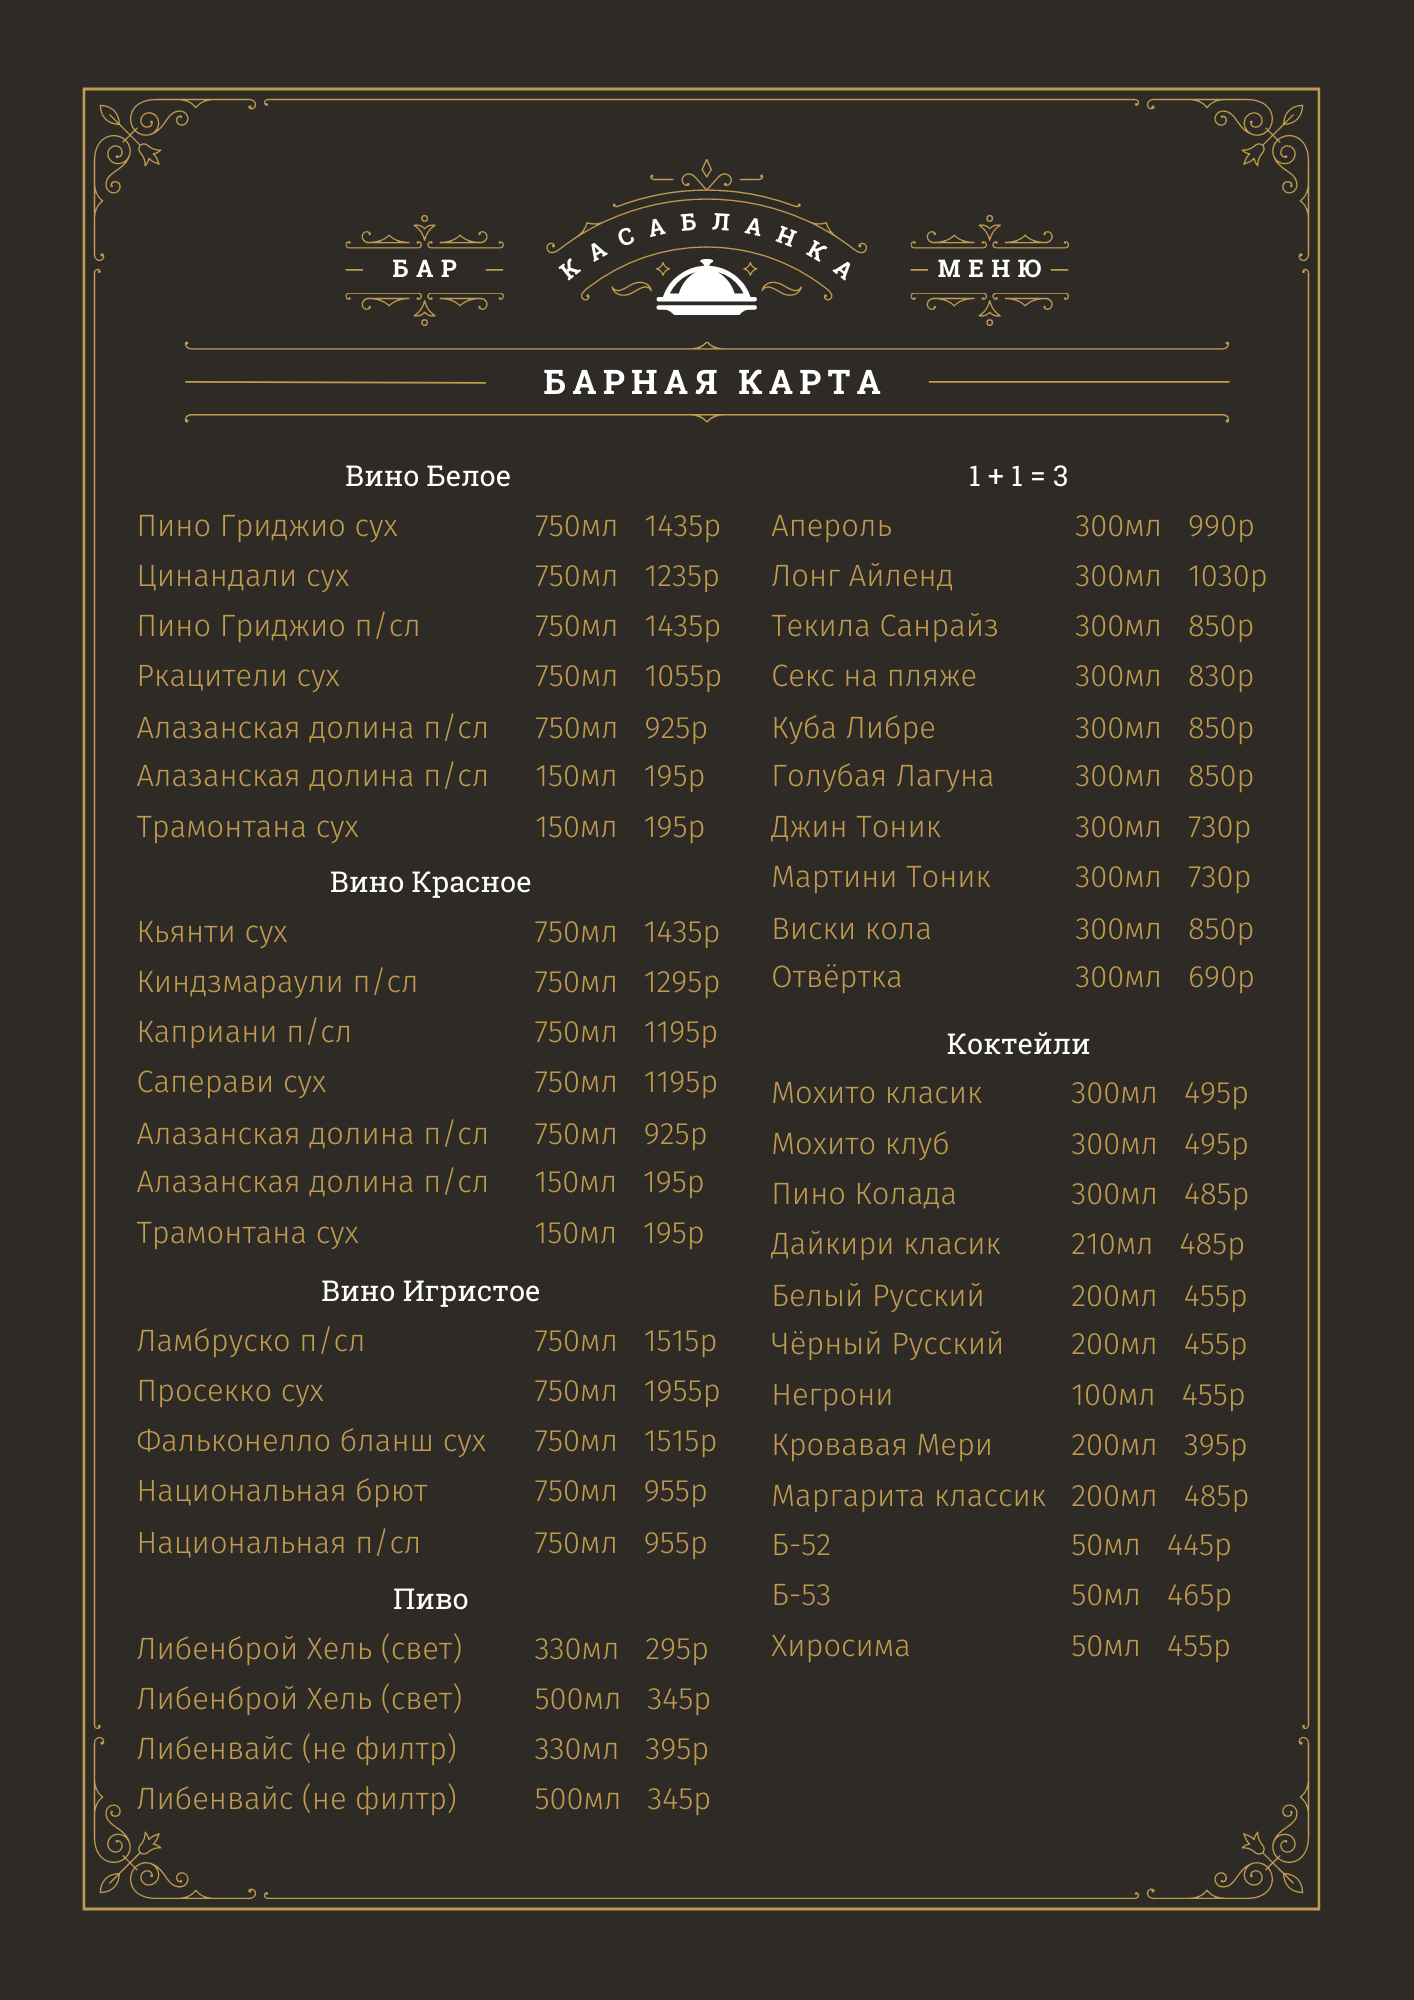 БАР
КАСАБЛАНКА
МЕНЮ
БАРНАЯ КАРТА
Вино Белое
Пино Гриджио сух 750мл 1435р
Цинандали сух 750мл 1235р
Пино Гриджио п/сл 750мл 1435р
Ркацители сух 750мл 1055р
Алазанская долина п/сл 750мл 925р
Алазанская долина п/сл 150мл 195р
Трамонтана сух 150мл 195р
Вино Красное
Кьянти сух 750мл 1435р
Киндзмараули п/сл 750мл 1295р
Каприани п/сл 750мл 1195р
Саперави сух 750мл 1195р
Алазанская долина п/сл 750мл 925р
Алазанская долина п/сл 150мл 195р
Трамонтана сух 150мл 195р
Вино Игристое
Ламбруско п/сл 750мл 1515р
Просекко сух 750мл 1955р
Фальконелло бланш сух 750мл 1515р
Национальная брют 750мл 955р
Национальная п/сл 750мл 955р
Пиво
Либенброй Хель (свет) 330мл 295р
Либенброй Хель (свет) 500мл 345р
Либенвайс (не филтр) 330мл 395р
Либенвайс (не филтр) 500мл 345р
1 + 1 = 3
Апероль 300мл 990р
Лонг Айленд 300мл 1030р
Текила Санрайз 300мл 850р
Секс на пляже 300мл 830р
Куба Либре 300мл 850р
Голубая Лагуна 300мл 850р
Джин Тоник 300мл 730р
Мартини Тоник 300мл 730р
Виски кола 300мл 850р
Отвёртка 300мл 690р
Коктейли
Мохито класик 300мл 495р
Мохито клуб 300мл 495р
Пино Колада 300мл 485р
Дайкири класик 210мл 485р
Белый Русский 200мл 455р
Чёрный Русский 200мл 455р
Негрони 100мл 455р
Кровавая Мери 200мл 395р
Маргарита классик 200мл 485р
Б-52 50мл 445р
Б-53 50мл 465р
Хиросима 50мл 455р